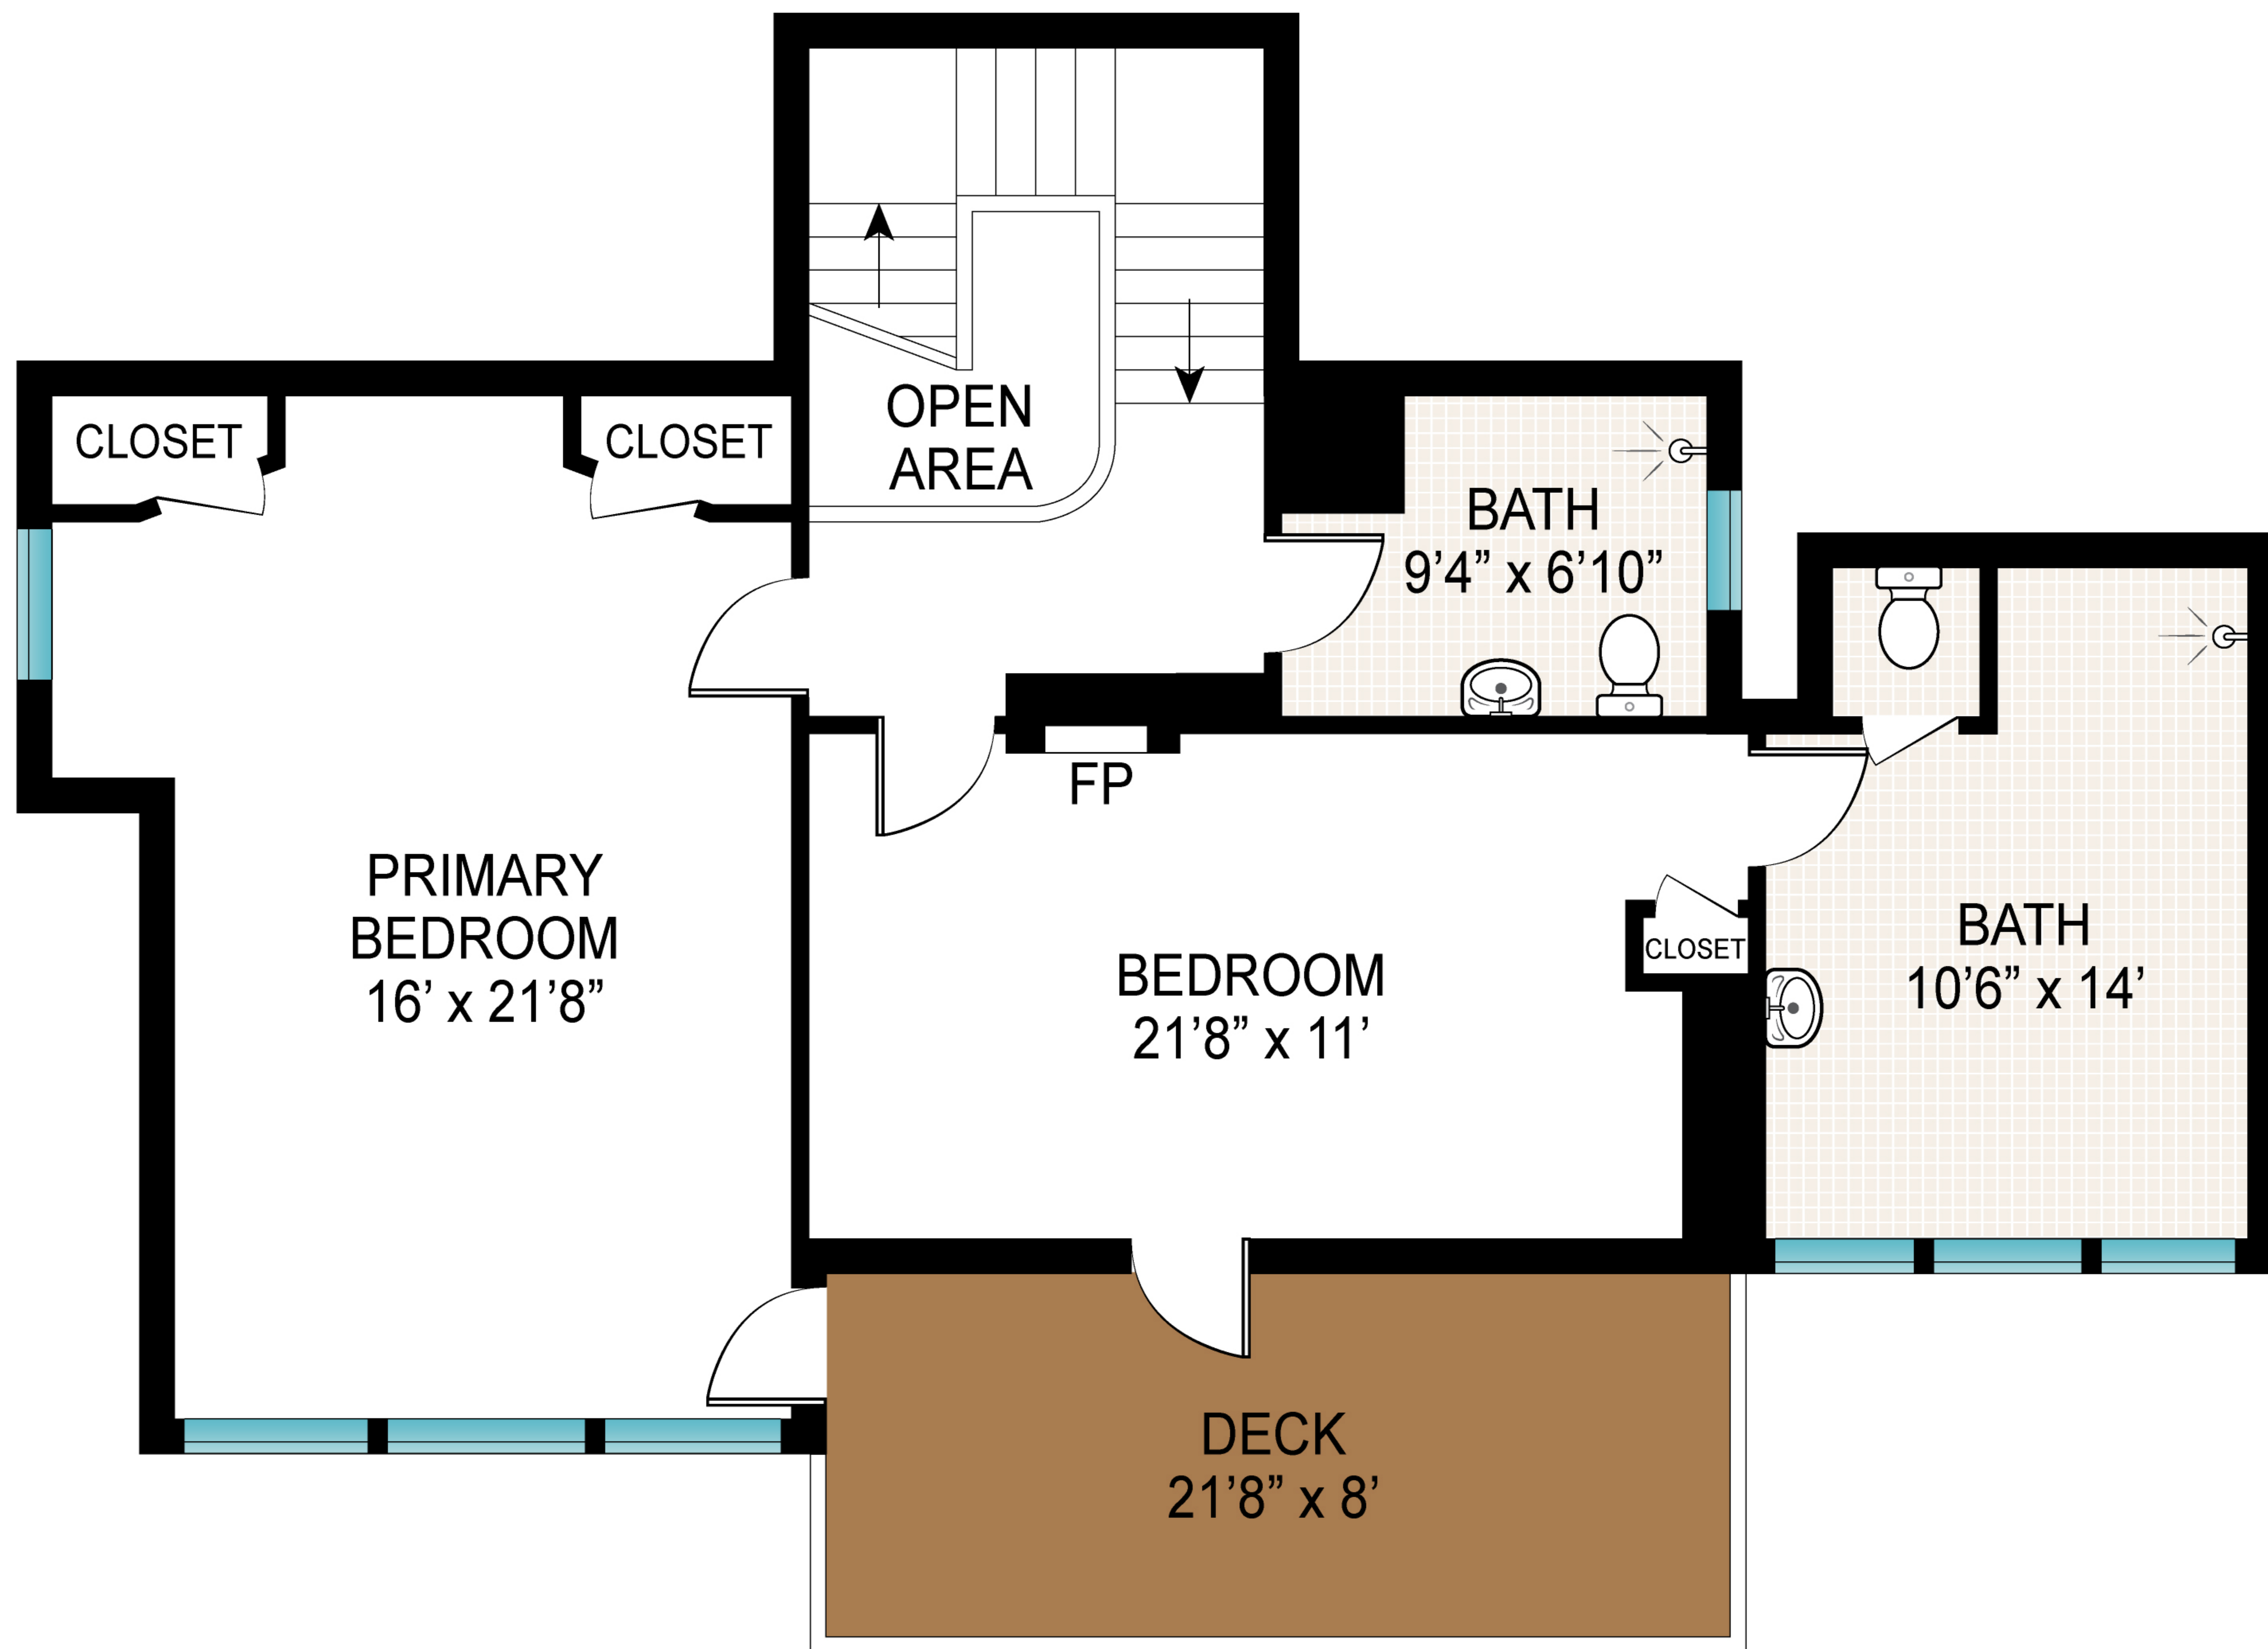 OPEN
AREA
CLOSET
CLOSET
BATH
9’4” x 6’10”
FP
PRIMARY
BEDROOM
16’ x 21’8”
BEDROOM
21’8” x 11’
CLOSET
BATH
10’6” x 14’
DECK
21’8” x 8’